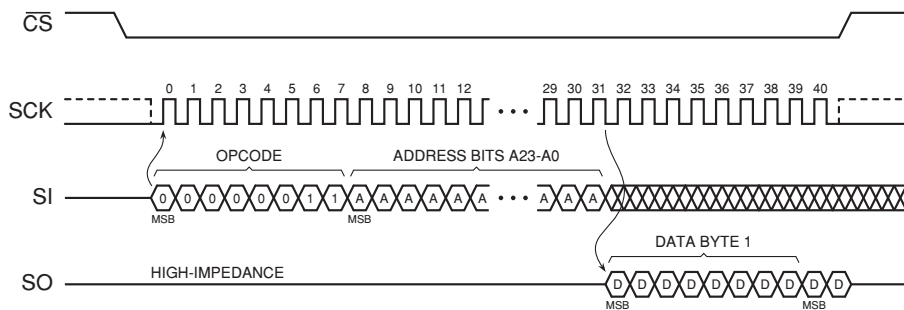 CS
SCK
0 1 2 3 4 5 6 7 8 9 10 11 12 29 30 31 32 33 34 35 36 37 38 39 40
OPCODE
ADDRESS BITS A23-A0
SI
0 0 0 0 0 0 1 1 A A A A A A A A A
MSB MSB
DATA BYTE 1
SO
HIGH-IMPEDANCE
D D D D D D D D D D
MSB MSB